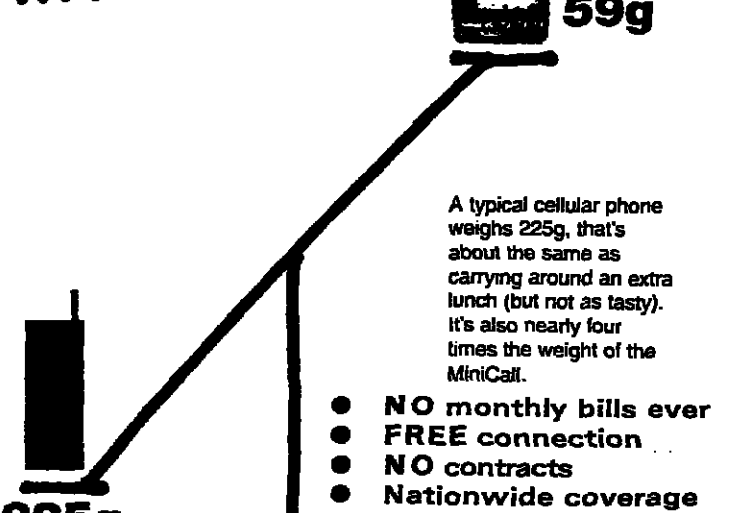 59g
A typical cellular phone
weighs 225g, that's
about the same as
carrying around an extra
lunch (but not as tasty).
It's also nearly four
times the weight of the
MiniCall.
● NO monthly bills ever
● FREE connection
● NO contracts
● Nationwide coverage
225g